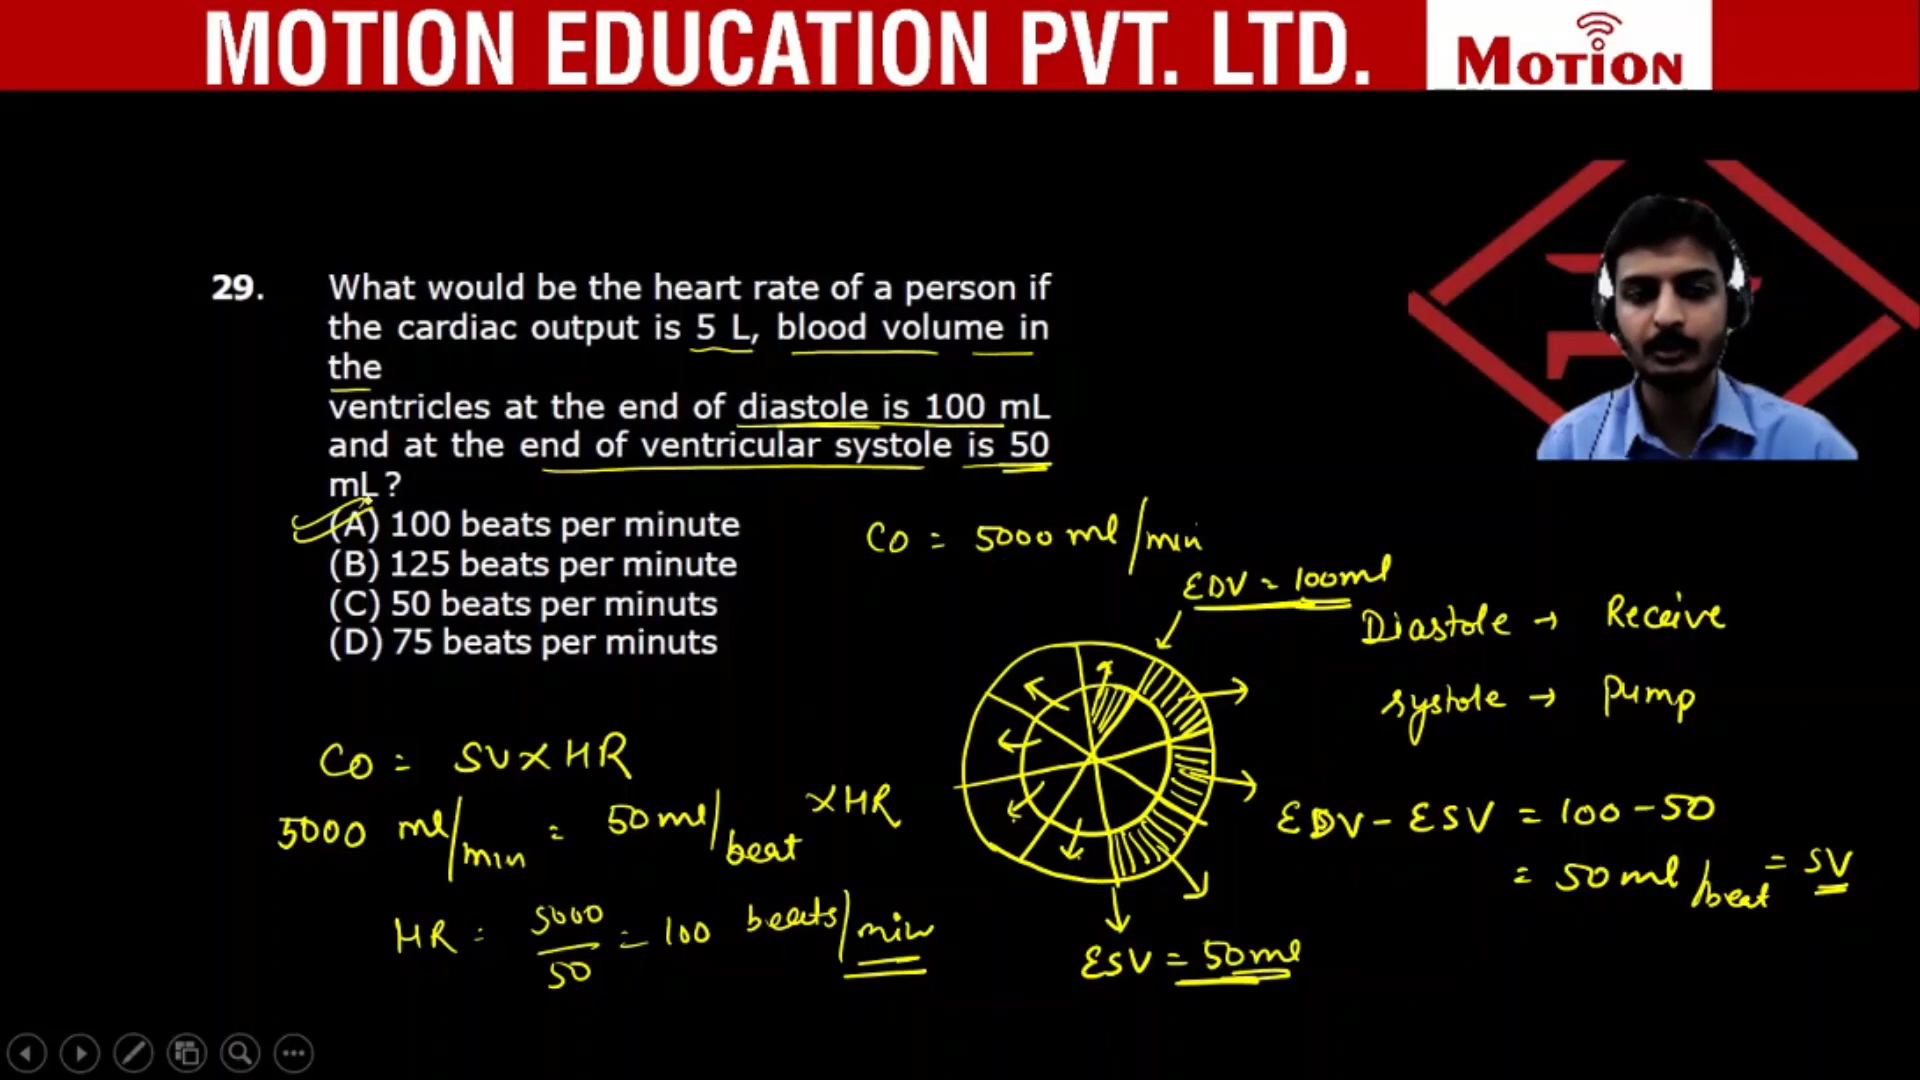 MOTION EDUCATION PVT. LTD.
MOTION
29. What would be the heart rate of a person if
the cardiac output is 5 L, blood volume in
the
ventricles at the end of diastole is 100 mL
and at the end of ventricular systole is 50
mL?
(A) 100 beats per minute
(B) 125 beats per minute
(C) 50 beats per minuts
(D) 75 beats per minuts
CO = 5000 ml/min
EDV = 100ml
Diastole → Receive
systole → Pump
CO = SV X HR
5000 ml/min = 50 ml/beat X HR
HR = 5000/50 = 100 beats/min
EDV - ESV = 100 - 50
= 50 ml/beat = SV
ESV = 50ml